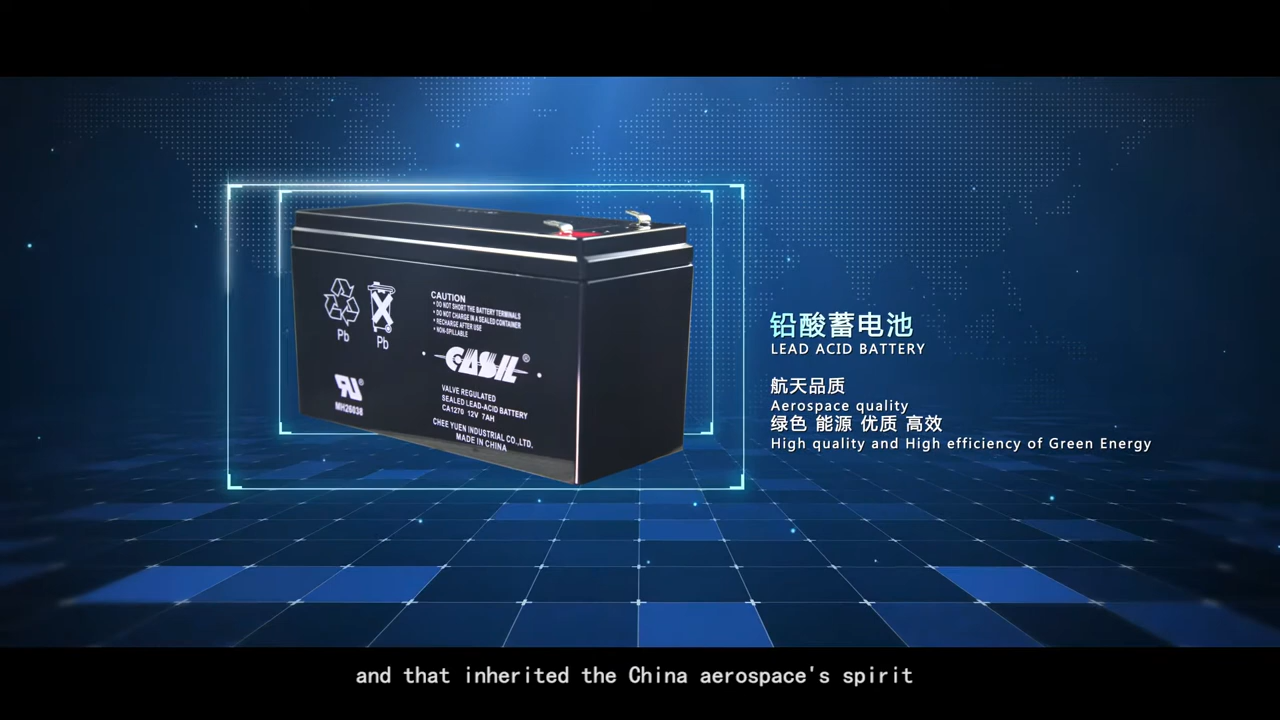 Pb
Pb
CAUTION
• DO NOT SHORT THE BATTERY TERMINALS
• DO NOT CHARGE IN A SEALED CONTAINER
• RECHARGE AFTER USE
• NON-SPILLABLE
CASIL®
VALVE REGULATED
SEALED LEAD-ACID BATTERY
CA1270 12V 7AH
CHEE YUEN INDUSTRIAL CO.,LTD.
MADE IN CHINA
MH26038
铅酸蓄电池
LEAD ACID BATTERY
航天品质
Aerospace quality
绿色 能源 优质 高效
High quality and High efficiency of Green Energy
and that inherited the China aerospace's spirit